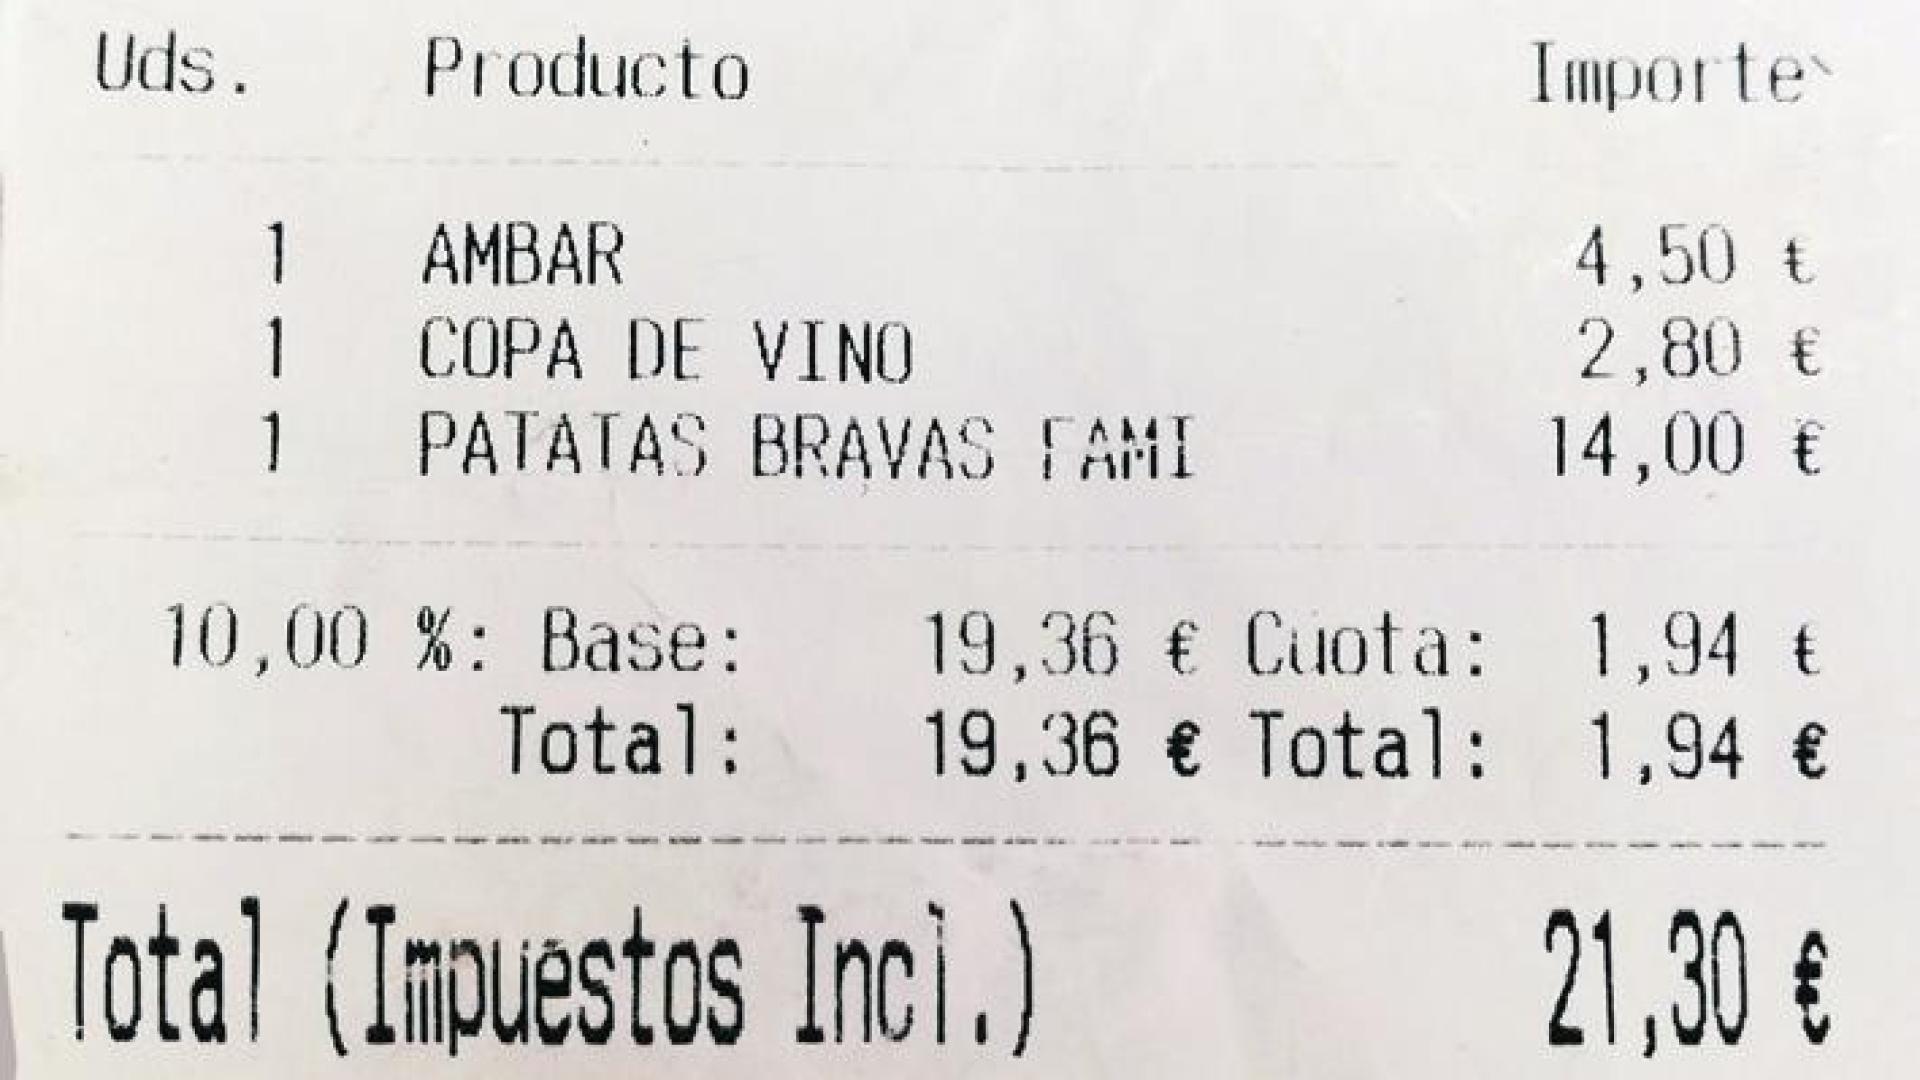 Uds. Producto Importe
1 AMBAR 4,50 €
1 COPA DE VINO 2,80 €
1 PATATAS BRAVAS FAMI 14,00 €
10,00 %: Base: 19,36 € Cuota: 1,94 €
Total: 19,36 € Total: 1,94 €
Total (Impuestos Incl.) 21,30 €